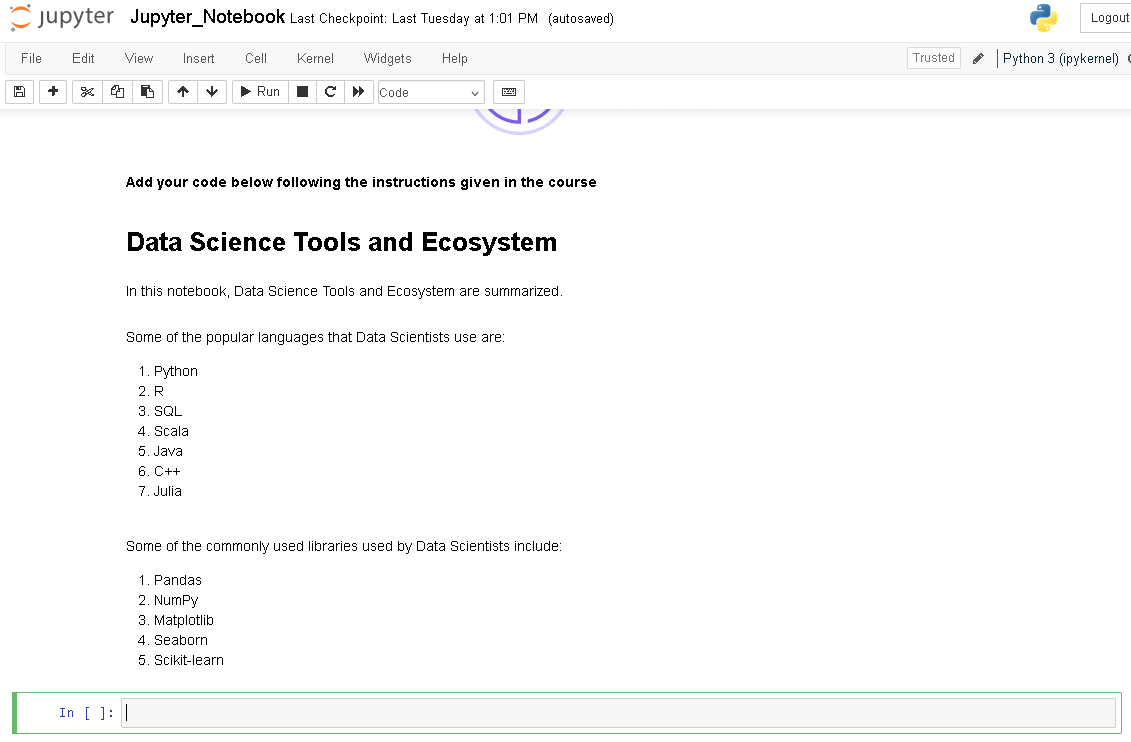 jupyter Jupyter_Notebook Last Checkpoint: Last Tuesday at 1:01 PM (autosaved) Logout
File Edit View Insert Cell Kernel Widgets Help Trusted Python 3 (ipykernel)
Run Code
Add your code below following the instructions given in the course
Data Science Tools and Ecosystem
In this notebook, Data Science Tools and Ecosystem are summarized.
Some of the popular languages that Data Scientists use are:
1. Python
2. R
3. SQL
4. Scala
5. Java
6. C++
7. Julia
Some of the commonly used libraries used by Data Scientists include:
1. Pandas
2. NumPy
3. Matplotlib
4. Seaborn
5. Scikit-learn
In [ ]: